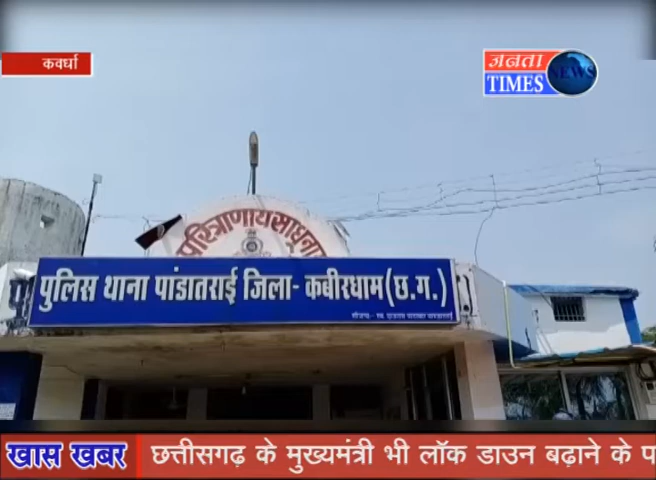 कवर्धा
जनता
TIMES NEWS
परित्राणाय साधुनां
पुलिस थाना पांडातराई जिला- कबीरधाम (छ.ग.)
खास खबर
छत्तीसगढ़ के मुख्यमंत्री भी लॉक डाउन बढ़ाने के प